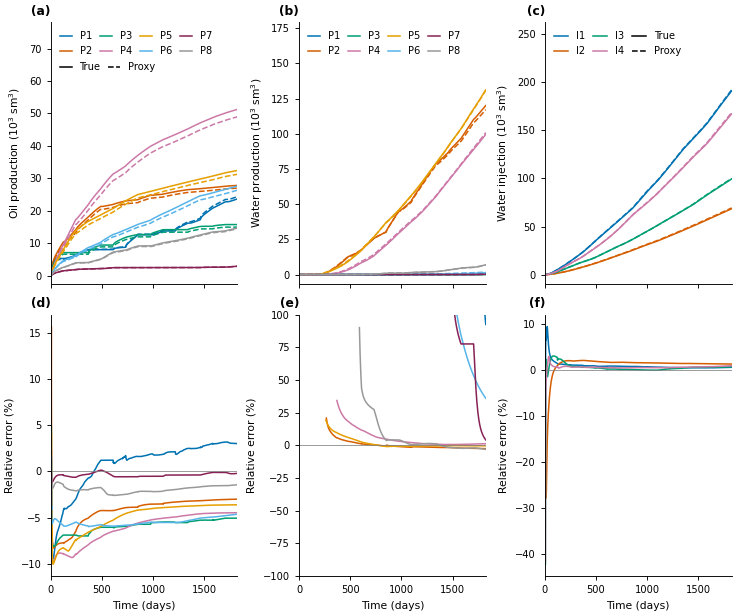 (a)
P1 P3 P5 P7
P2 P4 P6 P8
True Proxy
Oil production (10³ sm³)
70
60
50
40
30
20
10
0
(b)
P1 P3 P5 P7
P2 P4 P6 P8
Water production (10³ sm³)
175
150
125
100
75
50
25
0
(c)
I1 I3 True
I2 I4 Proxy
Water injection (10³ sm³)
250
200
150
100
50
0
(d)
Relative error (%)
15
10
5
0
−5
−10
0 500 1000 1500
Time (days)
(e)
Relative error (%)
100
75
50
25
0
−25
−50
−75
−100
0 500 1000 1500
Time (days)
(f)
Relative error (%)
10
0
−10
−20
−30
−40
0 500 1000 1500
Time (days)